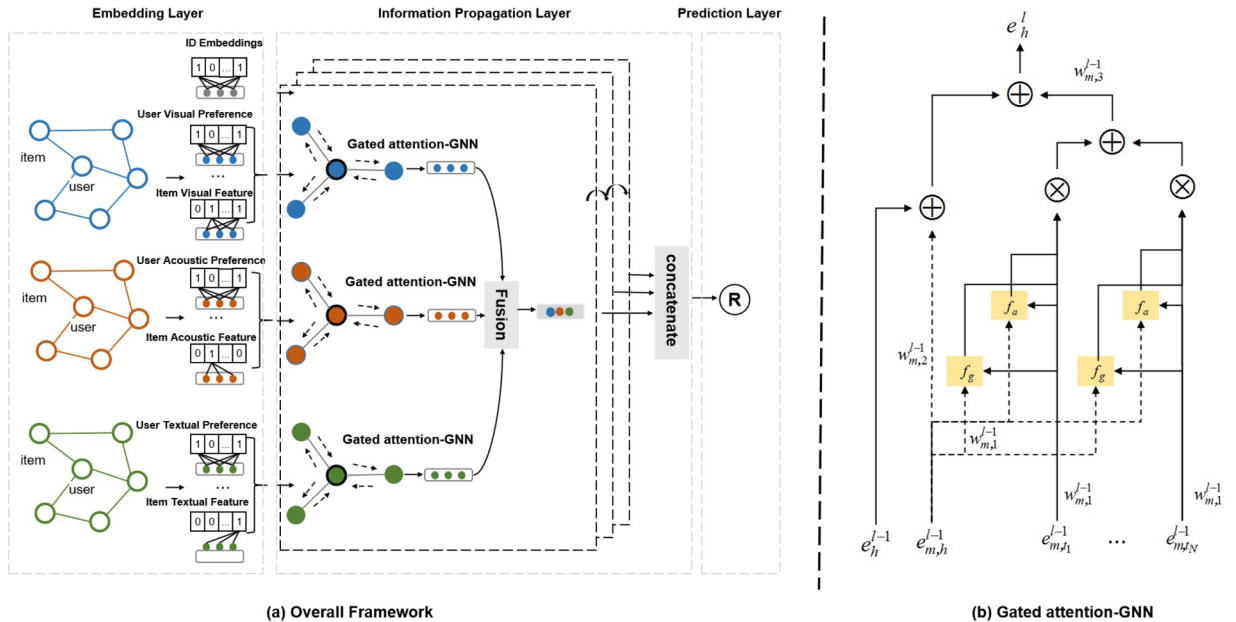 Embedding Layer
Information Propagation Layer
Prediction Layer
ID Embeddings
1 0 ... 1
User Visual Preference
1 0 ... 1
...
Item Visual Feature
0 1 ... 1
item
user
Gated attention-GNN
User Acoustic Preference
1 0 ... 1
...
Item Acoustic Feature
0 1 ... 0
item
user
Gated attention-GNN
Fusion
concatenate
R
User Textual Preference
1 0 ... 1
...
Item Textual Feature
0 0 ... 1
item
user
Gated attention-GNN
(a) Overall Framework
e_h^l
w_{m,3}^{l-1}
f_a
f_a
w_{m,2}^{l-1}
f_g
f_g
w_{m,1}^{l-1}
w_{m,1}^{l-1}
w_{m,1}^{l-1}
e_h^{l-1}
e_{m,h}^{l-1}
e_{m,t_1}^{l-1}
...
e_{m,t_N}^{l-1}
(b) Gated attention-GNN